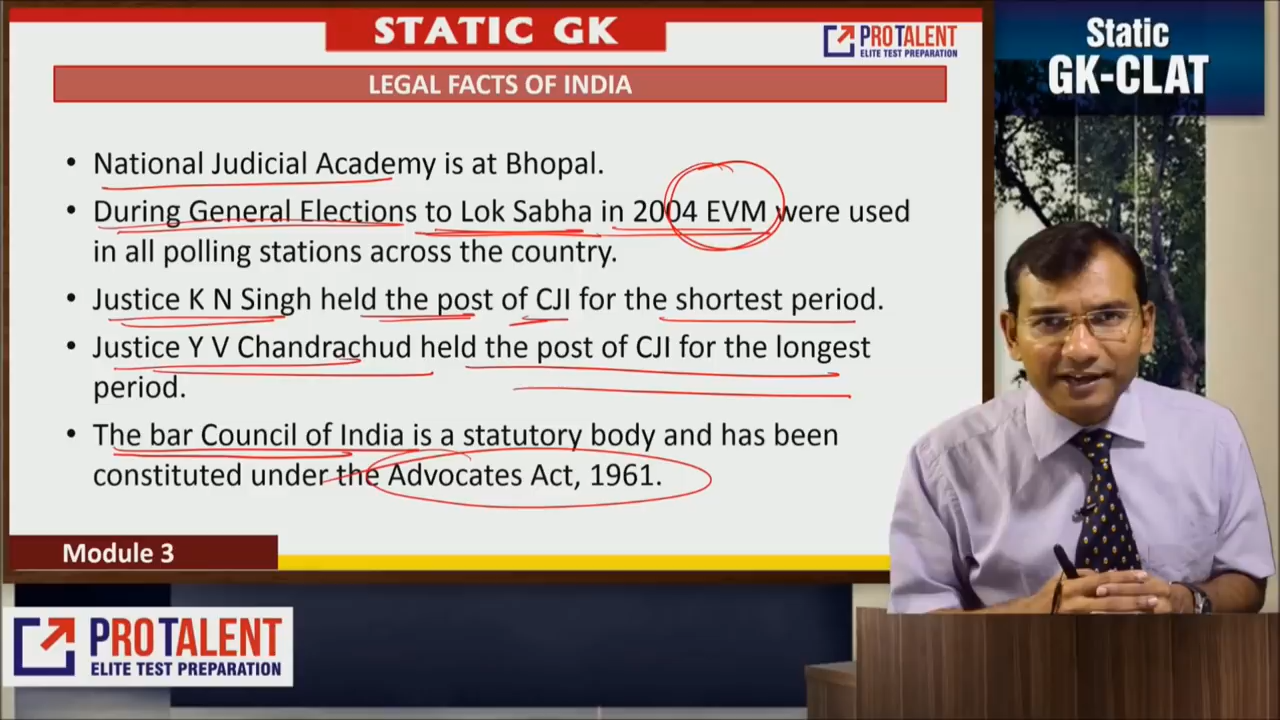 STATIC GK
PROTALENT
ELITE TEST PREPARATION
Static
GK-CLAT
LEGAL FACTS OF INDIA
• National Judicial Academy is at Bhopal.
• During General Elections to Lok Sabha in 2004 EVM were used
in all polling stations across the country.
• Justice K N Singh held the post of CJI for the shortest period.
• Justice Y V Chandrachud held the post of CJI for the longest
period.
• The bar Council of India is a statutory body and has been
constituted under the Advocates Act, 1961.
Module 3
PROTALENT
ELITE TEST PREPARATION